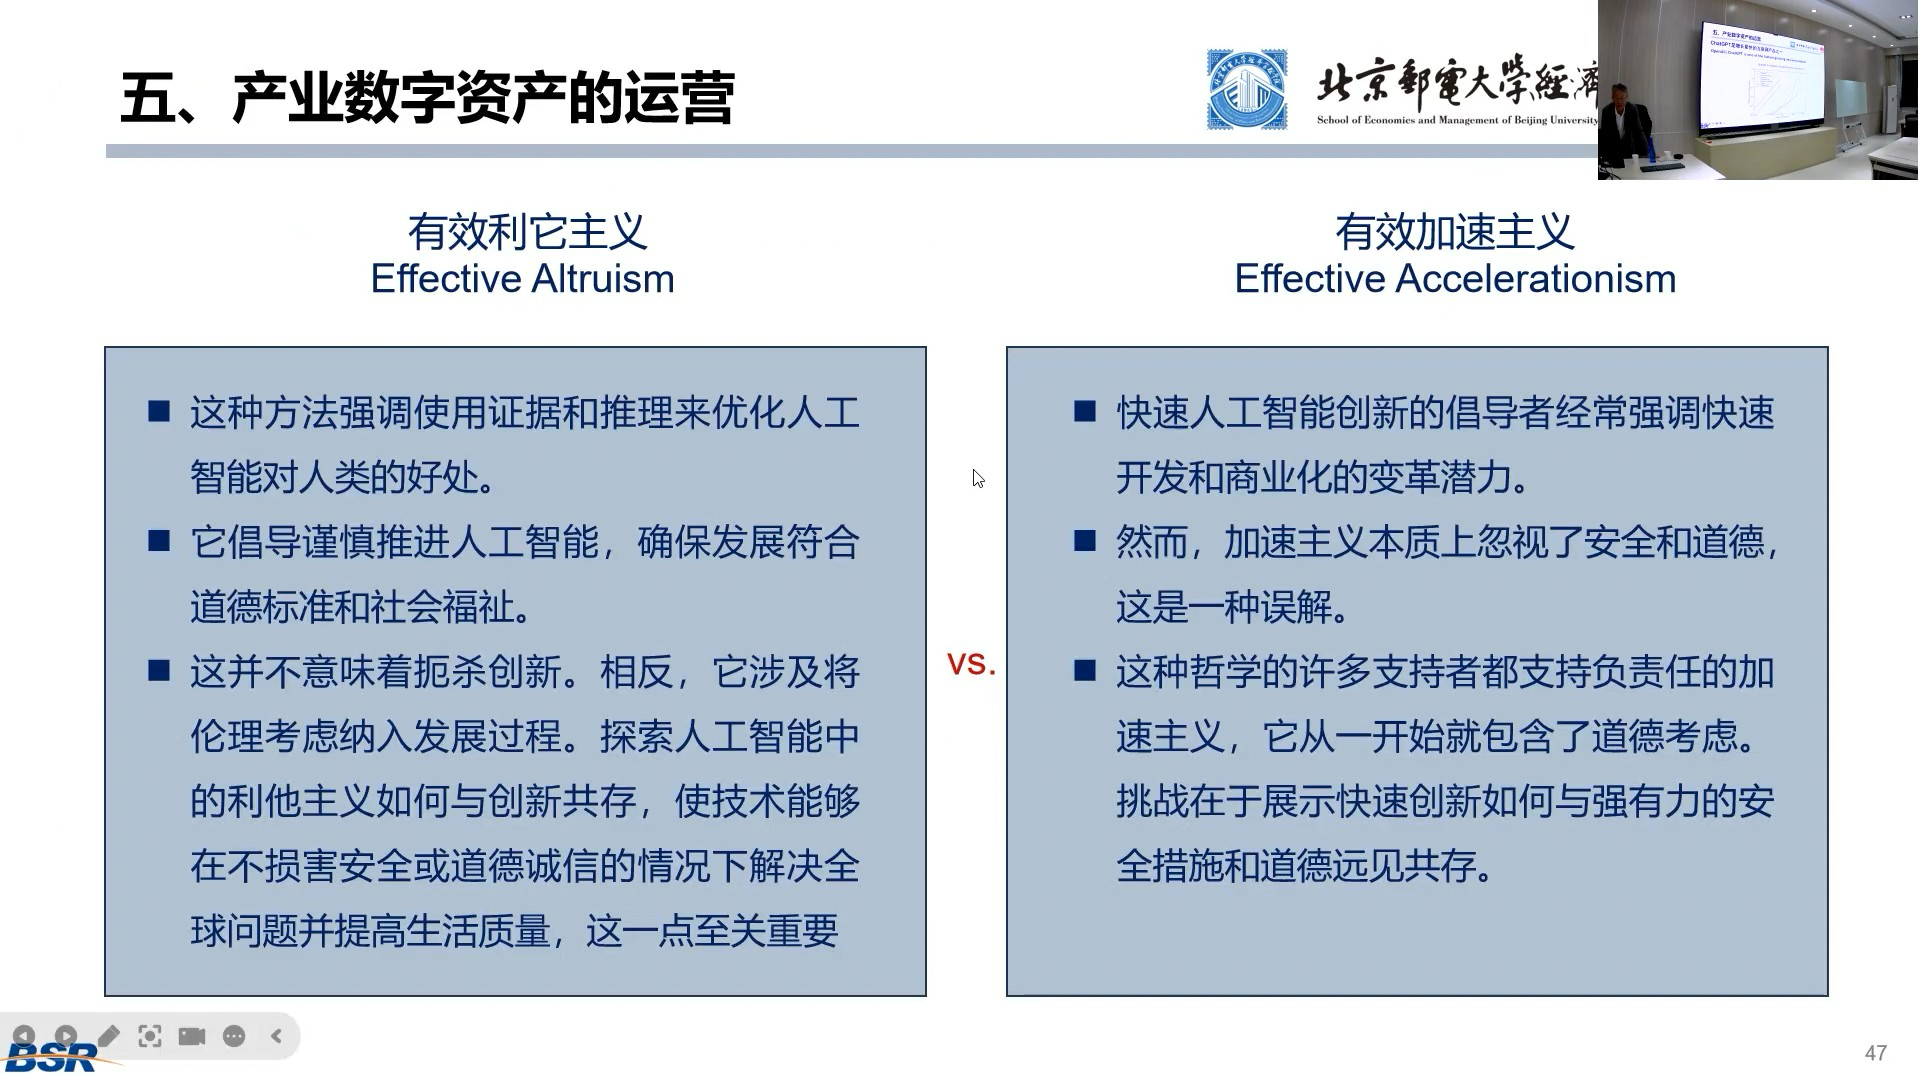 五、产业数字资产的运营
北京郵電大學經濟
School of Economics and Management of Beijing University
五、产业数字资产的运营
有效利它主义
Effective Altruism
有效加速主义
Effective Accelerationism
这种方法强调使用证据和推理来优化人工
智能对人类的好处。
它倡导谨慎推进人工智能，确保发展符合
道德标准和社会福祉。
这并不意味着扼杀创新。相反，它涉及将
伦理考虑纳入发展过程。探索人工智能中
的利他主义如何与创新共存，使技术能够
在不损害安全或道德诚信的情况下解决全
球问题并提高生活质量，这一点至关重要
vs.
快速人工智能创新的倡导者经常强调快速
开发和商业化的变革潜力。
然而，加速主义本质上忽视了安全和道德，
这是一种误解。
这种哲学的许多支持者都支持负责任的加
速主义，它从一开始就包含了道德考虑。
挑战在于展示快速创新如何与强有力的安
全措施和道德远见共存。
BSR
47